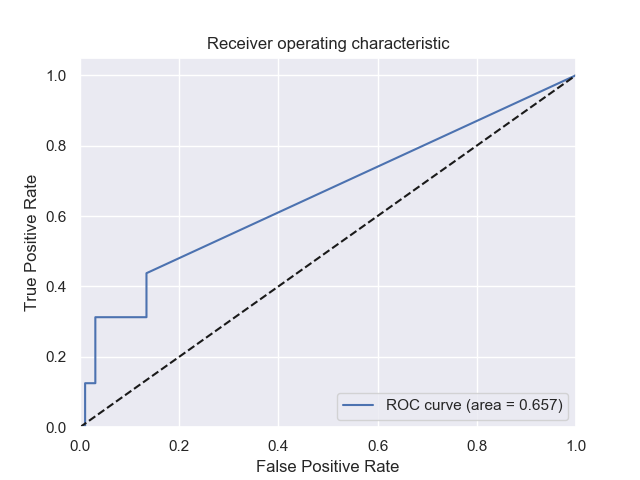 Receiver operating characteristic
1.0
0.8
0.6
0.4
0.2
0.0
True Positive Rate
0.0 0.2 0.4 0.6 0.8 1.0
False Positive Rate
ROC curve (area = 0.657)